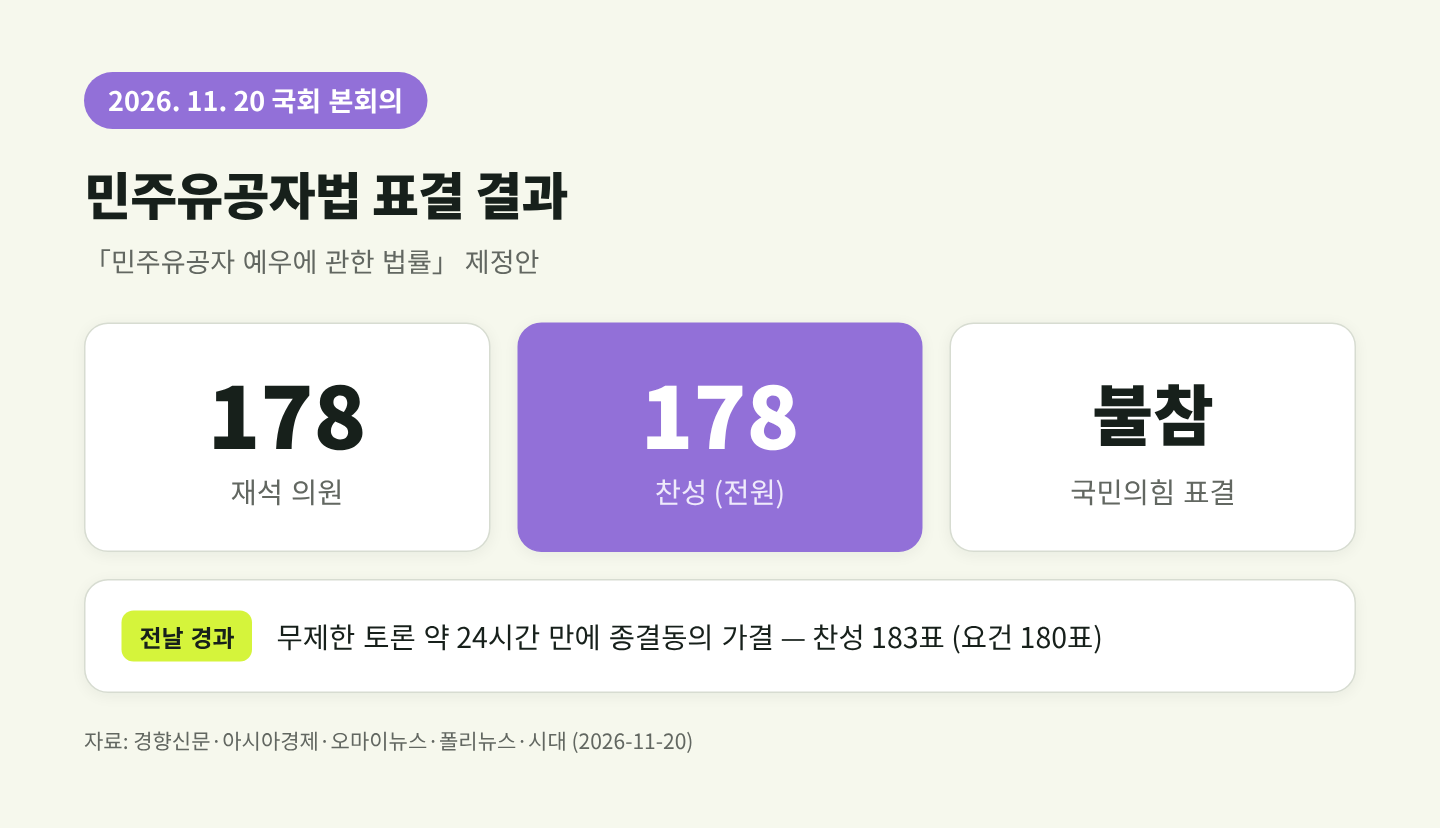 2026. 11. 20 국회 본회의
민주유공자법 표결 결과
「민주유공자 예우에 관한 법률」 제정안
178
재석 의원
178
찬성 (전원)
불참
국민의힘 표결
전날 경과
무제한 토론 약 24시간 만에 종결동의 가결 — 찬성 183표 (요건 180표)
자료: 경향신문·아시아경제·오마이뉴스·폴리뉴스·시대 (2026-11-20)